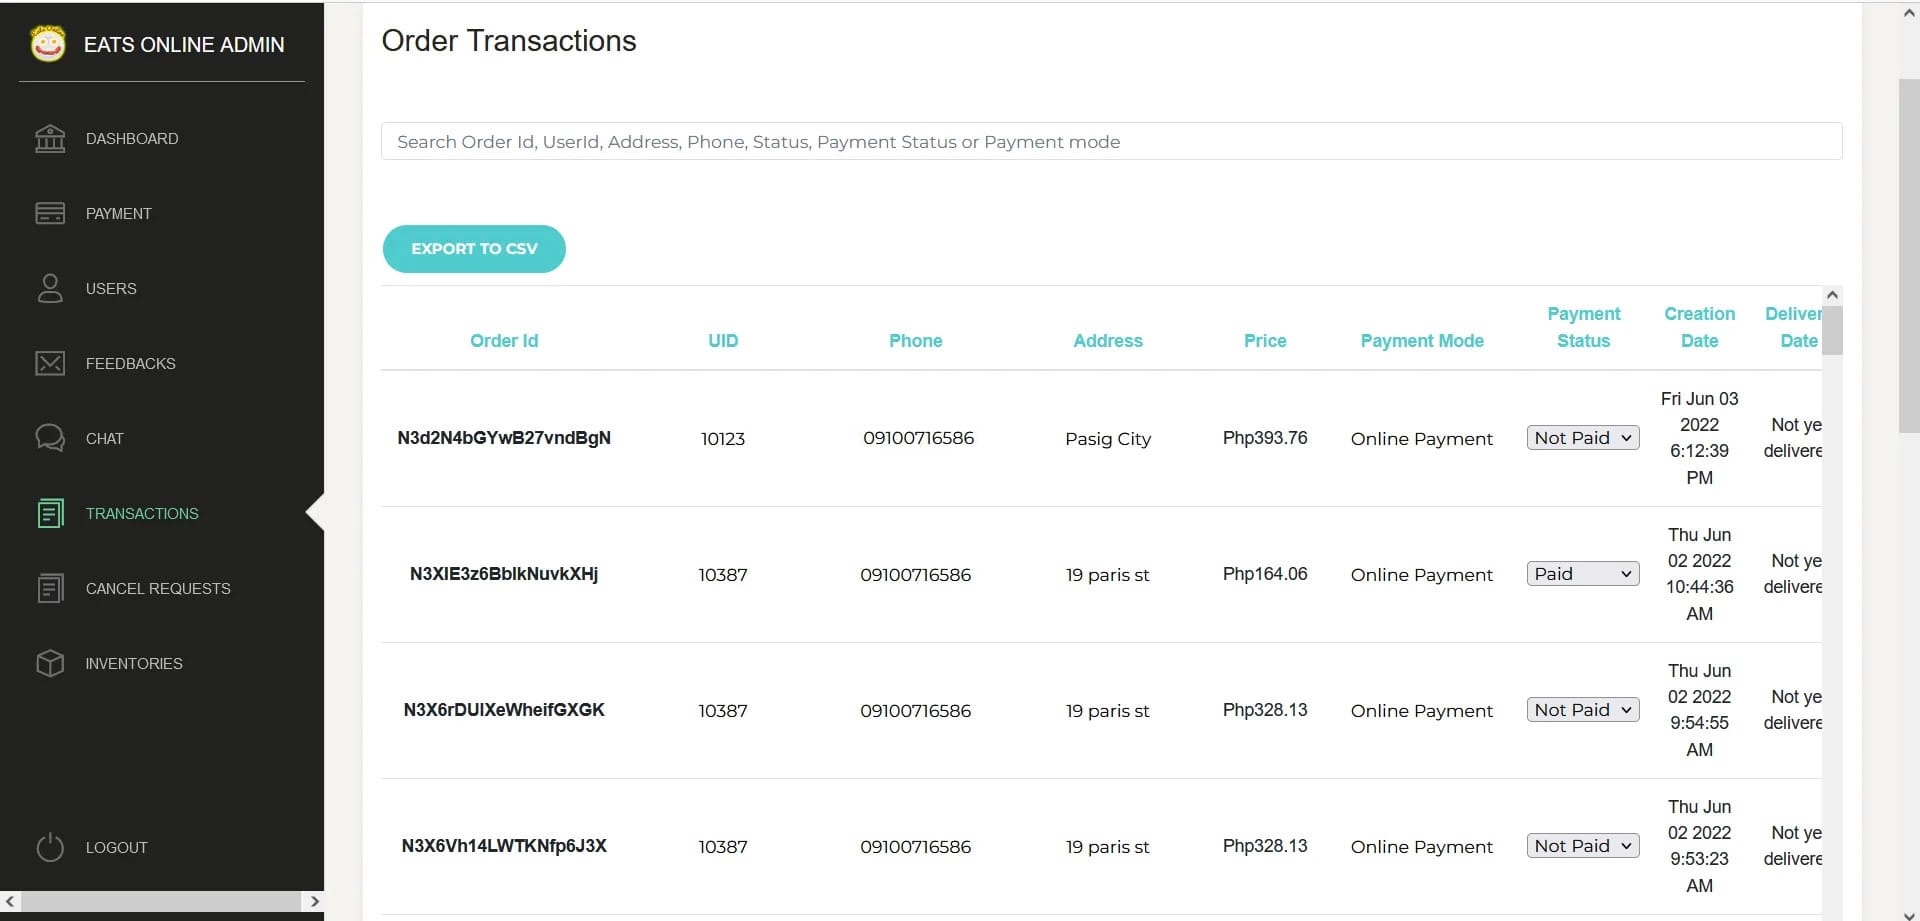 EATS ONLINE ADMIN
DASHBOARD
PAYMENT
USERS
FEEDBACKS
CHAT
TRANSACTIONS
CANCEL REQUESTS
INVENTORIES
LOGOUT
Order Transactions
Search Order Id, UserId, Address, Phone, Status, Payment Status or Payment mode
EXPORT TO CSV
Order Id UID Phone Address Price Payment Mode Payment Status Creation Date Deliver Date
N3d2N4bGYwB27vndBgN 10123 09100716586 Pasig City Php393.76 Online Payment Not Paid Fri Jun 03 2022 6:12:39 PM Not ye delivere
N3XIE3z6BblkNuvkXHj 10387 09100716586 19 paris st Php164.06 Online Payment Paid Thu Jun 02 2022 10:44:36 AM Not ye delivere
N3X6rDUlXeWheifGXGK 10387 09100716586 19 paris st Php328.13 Online Payment Not Paid Thu Jun 02 2022 9:54:55 AM Not ye delivere
N3X6Vh14LWTKNfp6J3X 10387 09100716586 19 paris st Php328.13 Online Payment Not Paid Thu Jun 02 2022 9:53:23 AM Not ye delivere